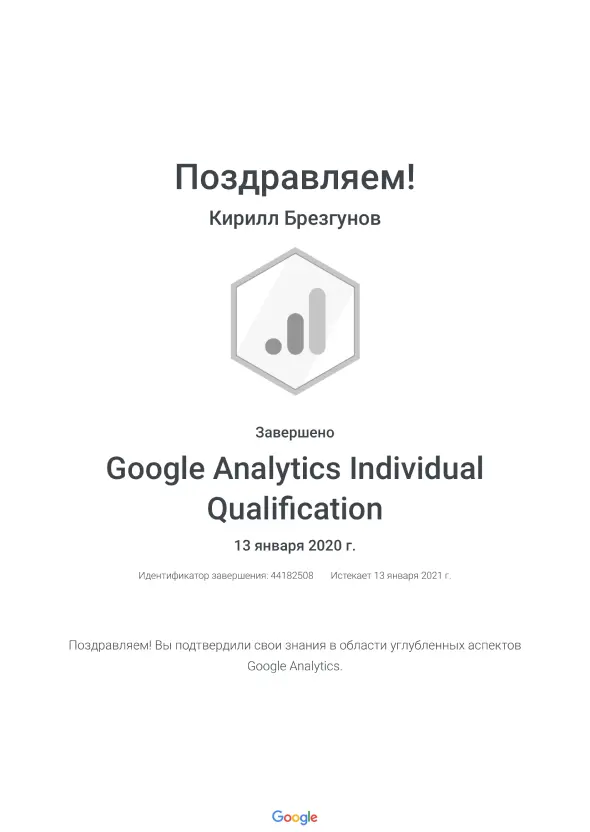 Поздравляем!
Кирилл Брезгунов
Завершено
Google Analytics Individual
Qualification
13 января 2020 г.
Идентификатор завершения: 44182508 Истекает 13 января 2021 г.
Поздравляем! Вы подтвердили свои знания в области углубленных аспектов
Google Analytics.
Google